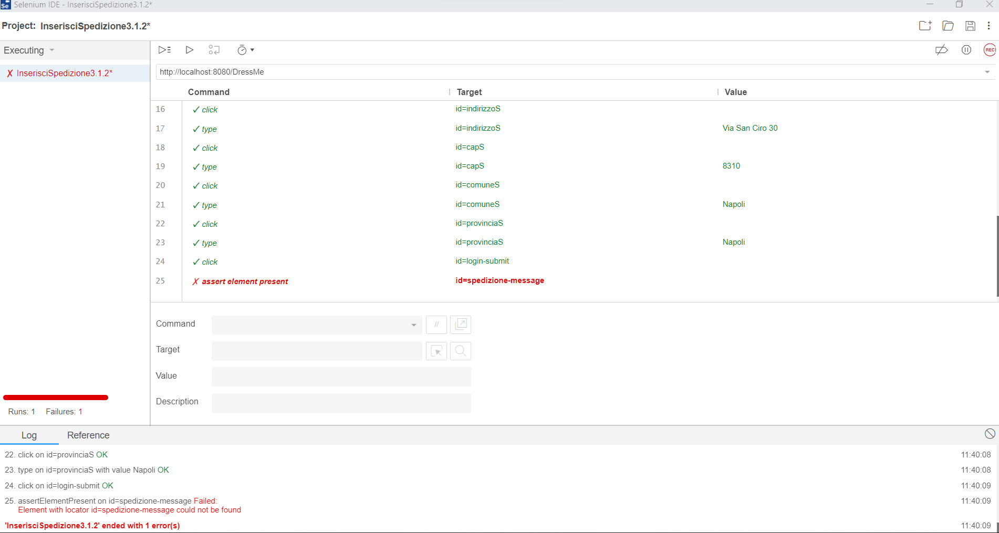 Se Selenium IDE - InserisciSpedizione3.1.2*
Project: InserisciSpedizione3.1.2*
Executing
REC
✗ InserisciSpedizione3.1.2*
http://localhost:8080/DressMe
Command Target Value
16 ✓ click id=indirizzoS
17 ✓ type id=indirizzoS Via San Ciro 30
18 ✓ click id=capS
19 ✓ type id=capS 8310
20 ✓ click id=comuneS
21 ✓ type id=comuneS Napoli
22 ✓ click id=provinciaS
23 ✓ type id=provinciaS Napoli
24 ✓ click id=login-submit
25 ✗ assert element present id=spedizione-message
Command //
Target
Value
Description
Runs: 1 Failures: 1
Log Reference
22. click on id=provinciaS OK 11:40:08
23. type on id=provinciaS with value Napoli OK 11:40:08
24. click on id=login-submit OK 11:40:09
25. assertElementPresent on id=spedizione-message Failed: 11:40:09
Element with locator id=spedizione-message could not be found
'InserisciSpedizione3.1.2' ended with 1 error(s) 11:40:09